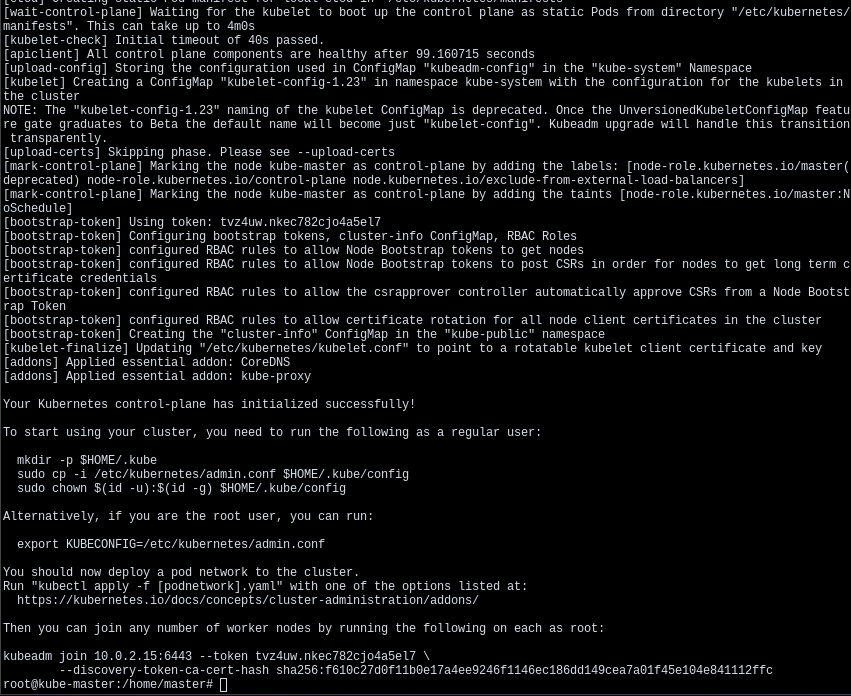 [etcd] Creating static Pod manifest for local etcd in "/etc/kubernetes/manifests"
[wait-control-plane] Waiting for the kubelet to boot up the control plane as static Pods from directory "/etc/kubernetes/
manifests". This can take up to 4m0s
[kubelet-check] Initial timeout of 40s passed.
[apiclient] All control plane components are healthy after 99.160715 seconds
[upload-config] Storing the configuration used in ConfigMap "kubeadm-config" in the "kube-system" Namespace
[kubelet] Creating a ConfigMap "kubelet-config-1.23" in namespace kube-system with the configuration for the kubelets in
the cluster
NOTE: The "kubelet-config-1.23" naming of the kubelet ConfigMap is deprecated. Once the UnversionedKubeletConfigMap featu
re gate graduates to Beta the default name will become just "kubelet-config". Kubeadm upgrade will handle this transition
 transparently.
[upload-certs] Skipping phase. Please see --upload-certs
[mark-control-plane] Marking the node kube-master as control-plane by adding the labels: [node-role.kubernetes.io/master(
deprecated) node-role.kubernetes.io/control-plane node.kubernetes.io/exclude-from-external-load-balancers]
[mark-control-plane] Marking the node kube-master as control-plane by adding the taints [node-role.kubernetes.io/master:N
oSchedule]
[bootstrap-token] Using token: tvz4uw.nkec782cjo4a5el7
[bootstrap-token] Configuring bootstrap tokens, cluster-info ConfigMap, RBAC Roles
[bootstrap-token] configured RBAC rules to allow Node Bootstrap tokens to get nodes
[bootstrap-token] configured RBAC rules to allow Node Bootstrap tokens to post CSRs in order for nodes to get long term c
ertificate credentials
[bootstrap-token] configured RBAC rules to allow the csrapprover controller automatically approve CSRs from a Node Bootst
rap Token
[bootstrap-token] configured RBAC rules to allow certificate rotation for all node client certificates in the cluster
[bootstrap-token] Creating the "cluster-info" ConfigMap in the "kube-public" namespace
[kubelet-finalize] Updating "/etc/kubernetes/kubelet.conf" to point to a rotatable kubelet client certificate and key
[addons] Applied essential addon: CoreDNS
[addons] Applied essential addon: kube-proxy

Your Kubernetes control-plane has initialized successfully!

To start using your cluster, you need to run the following as a regular user:

  mkdir -p $HOME/.kube
  sudo cp -i /etc/kubernetes/admin.conf $HOME/.kube/config
  sudo chown $(id -u):$(id -g) $HOME/.kube/config

Alternatively, if you are the root user, you can run:

  export KUBECONFIG=/etc/kubernetes/admin.conf

You should now deploy a pod network to the cluster.
Run "kubectl apply -f [podnetwork].yaml" with one of the options listed at:
  https://kubernetes.io/docs/concepts/cluster-administration/addons/

Then you can join any number of worker nodes by running the following on each as root:

kubeadm join 10.0.2.15:6443 --token tvz4uw.nkec782cjo4a5el7 \
        --discovery-token-ca-cert-hash sha256:f610c27d0f11b0e17a4ee9246f1146ec186dd149cea7a01f45e104e841112ffc
root@kube-master:/home/master#